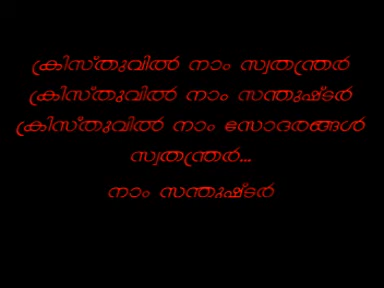 ക്രിസ്തുവിൽ നാം സ്വതന്ത്രർ
ക്രിസ്തുവിൽ നാം സന്തുഷ്ടർ
ക്രിസ്തുവിൽ നാം സോദരങ്ങൾ
സ്വതന്ത്രർ...
നാം സന്തുഷ്ടർ